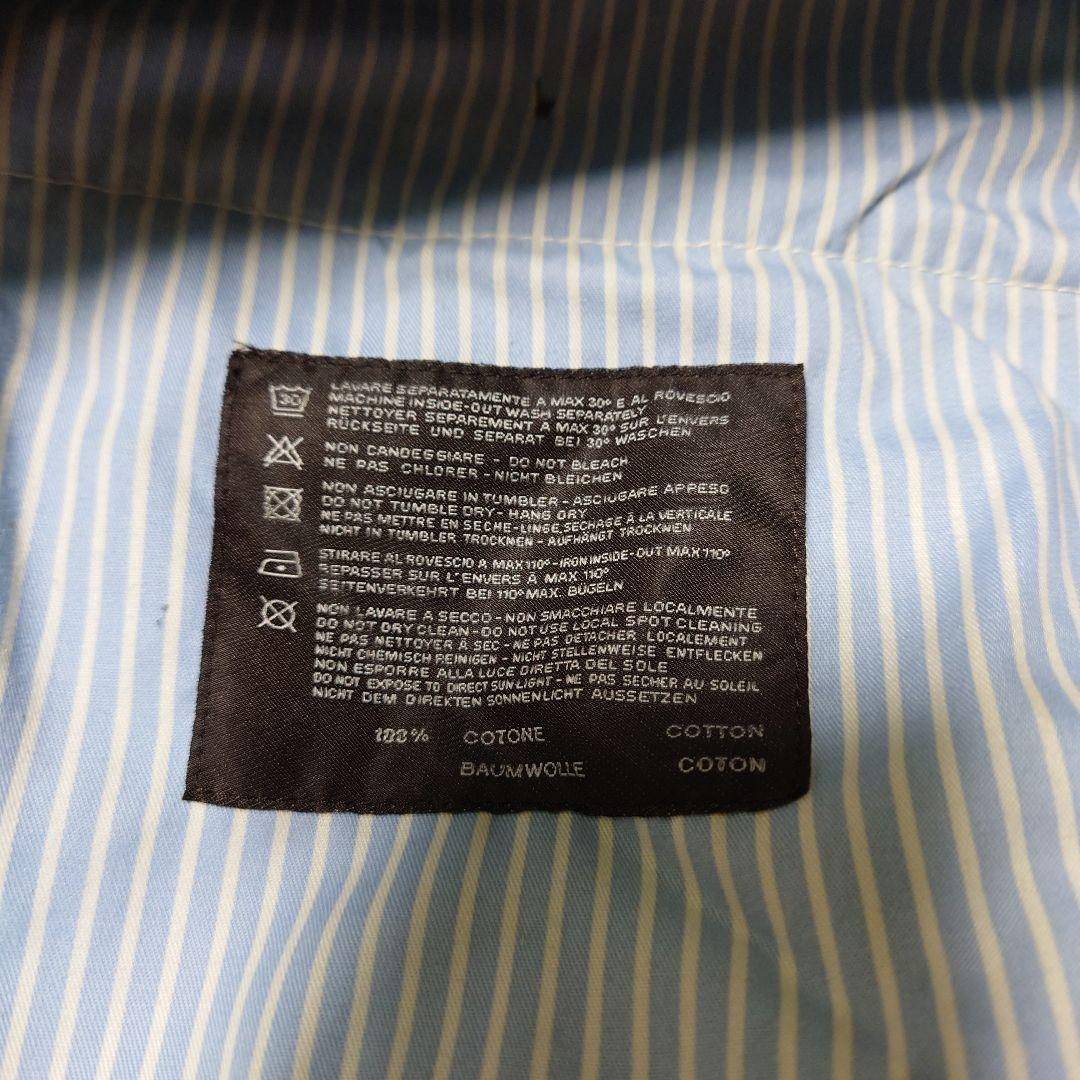 30
LAVARE SEPARATAMENTE A MAX 30° E AL ROVESCIO
MACHINE INSIDE-OUT WASH SEPARATELY
NETTOYER SEPAREMENT A MAX 30° SUR L'ENVERS
RÜCKSEITE UND SEPARAT BEI 30° WASCHEN
NON CANDEGGIARE - DO NOT BLEACH
NE PAS CHLORER - NICHT BLEICHEN
NON ASCIUGARE IN TUMBLER - ASCIUGARE APPESO
DO NOT TUMBLE DRY - HANG DRY
NE PAS METTRE EN SECHE-LINGE, SECHAGE À LA VERTICALE
NICHT IN TUMBLER TROCKNEN - AUFHÄNGT TROCKNEN
STIRARE AL ROVESCIO A MAX 110° - IRON INSIDE-OUT MAX 110°
REPASSER SUR L'ENVERS À MAX 110°
SEITENVERKEHRT BEI 110° MAX. BÜGELN
NON LAVARE A SECCO - NON SMACCHIARE LOCALMENTE
DO NOT DRY CLEAN - DO NOT USE LOCAL SPOT CLEANING
NE PAS NETTOYER À SEC - NE PAS DETACHER LOCALEMENT
NICHT CHEMISCH REINIGEN - NICHT STELLENWEISE ENTFLECKEN
NON ESPORRE ALLA LUCE DIRETTA DEL SOLE
DO NOT EXPOSE TO DIRECT SUN-LIGHT - NE PAS SECHER AU SOLEIL
NICHT DEM DIREKTEN SONNENLICHT AUSSETZEN
100% COTONE COTTON
BAUMWOLLE COTON